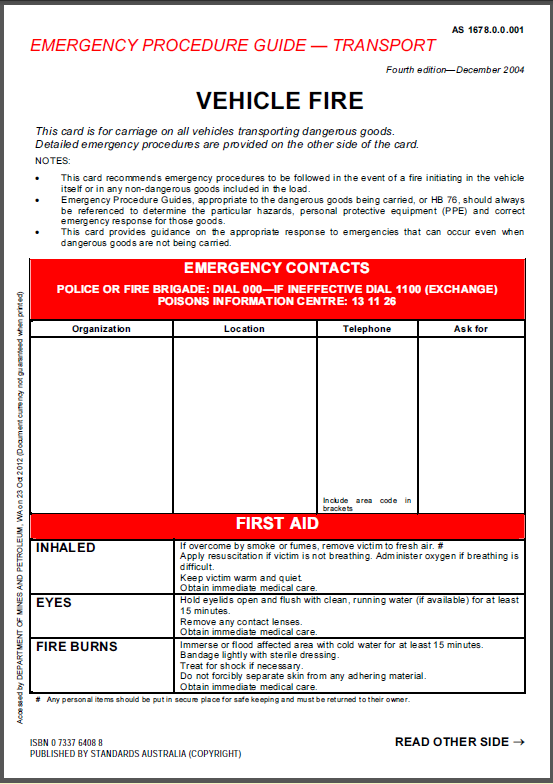 AS 1678.0.0.001
EMERGENCY PROCEDURE GUIDE — TRANSPORT
Fourth edition—December 2004
VEHICLE FIRE
This card is for carriage on all vehicles transporting dangerous goods.
Detailed emergency procedures are provided on the other side of the card.
NOTES:
• This card recommends emergency procedures to be followed in the event of a fire initiating in the vehicle
itself or in any non-dangerous goods included in the load.
• Emergency Procedure Guides, appropriate to the dangerous goods being carried, or HB 76, should always
be referenced to determine the particular hazards, personal protective equipment (PPE) and correct
emergency response for those goods.
• This card provides guidance on the appropriate response to emergencies that can occur even when
dangerous goods are not being carried.
EMERGENCY CONTACTS
POLICE OR FIRE BRIGADE: DIAL 000—IF INEFFECTIVE DIAL 1100 (EXCHANGE)
POISONS INFORMATION CENTRE: 13 11 26
Organization Location Telephone Ask for
Include area code in
brackets
FIRST AID
INHALED
If overcome by smoke or fumes, remove victim to fresh air. #
Apply resuscitation if victim is not breathing. Administer oxygen if breathing is
difficult.
Keep victim warm and quiet.
Obtain immediate medical care.
EYES
Hold eyelids open and flush with clean, running water (if available) for at least
15 minutes.
Remove any contact lenses.
Obtain immediate medical care.
FIRE BURNS
Immerse or flood affected area with cold water for at least 15 minutes.
Bandage lightly with sterile dressing.
Treat for shock if necessary.
Do not forcibly separate skin from any adhering material.
Obtain immediate medical care.
# Any personal items should be put in secure place for safe keeping and must be returned to their owner.
ISBN 0 7337 6408 8
PUBLISHED BY STANDARDS AUSTRALIA (COPYRIGHT)
READ OTHER SIDE →
Accessed by DEPARTMENT OF MINES AND PETROLEUM, WA on 23 Oct 2012 (Document currency not guaranteed when printed)